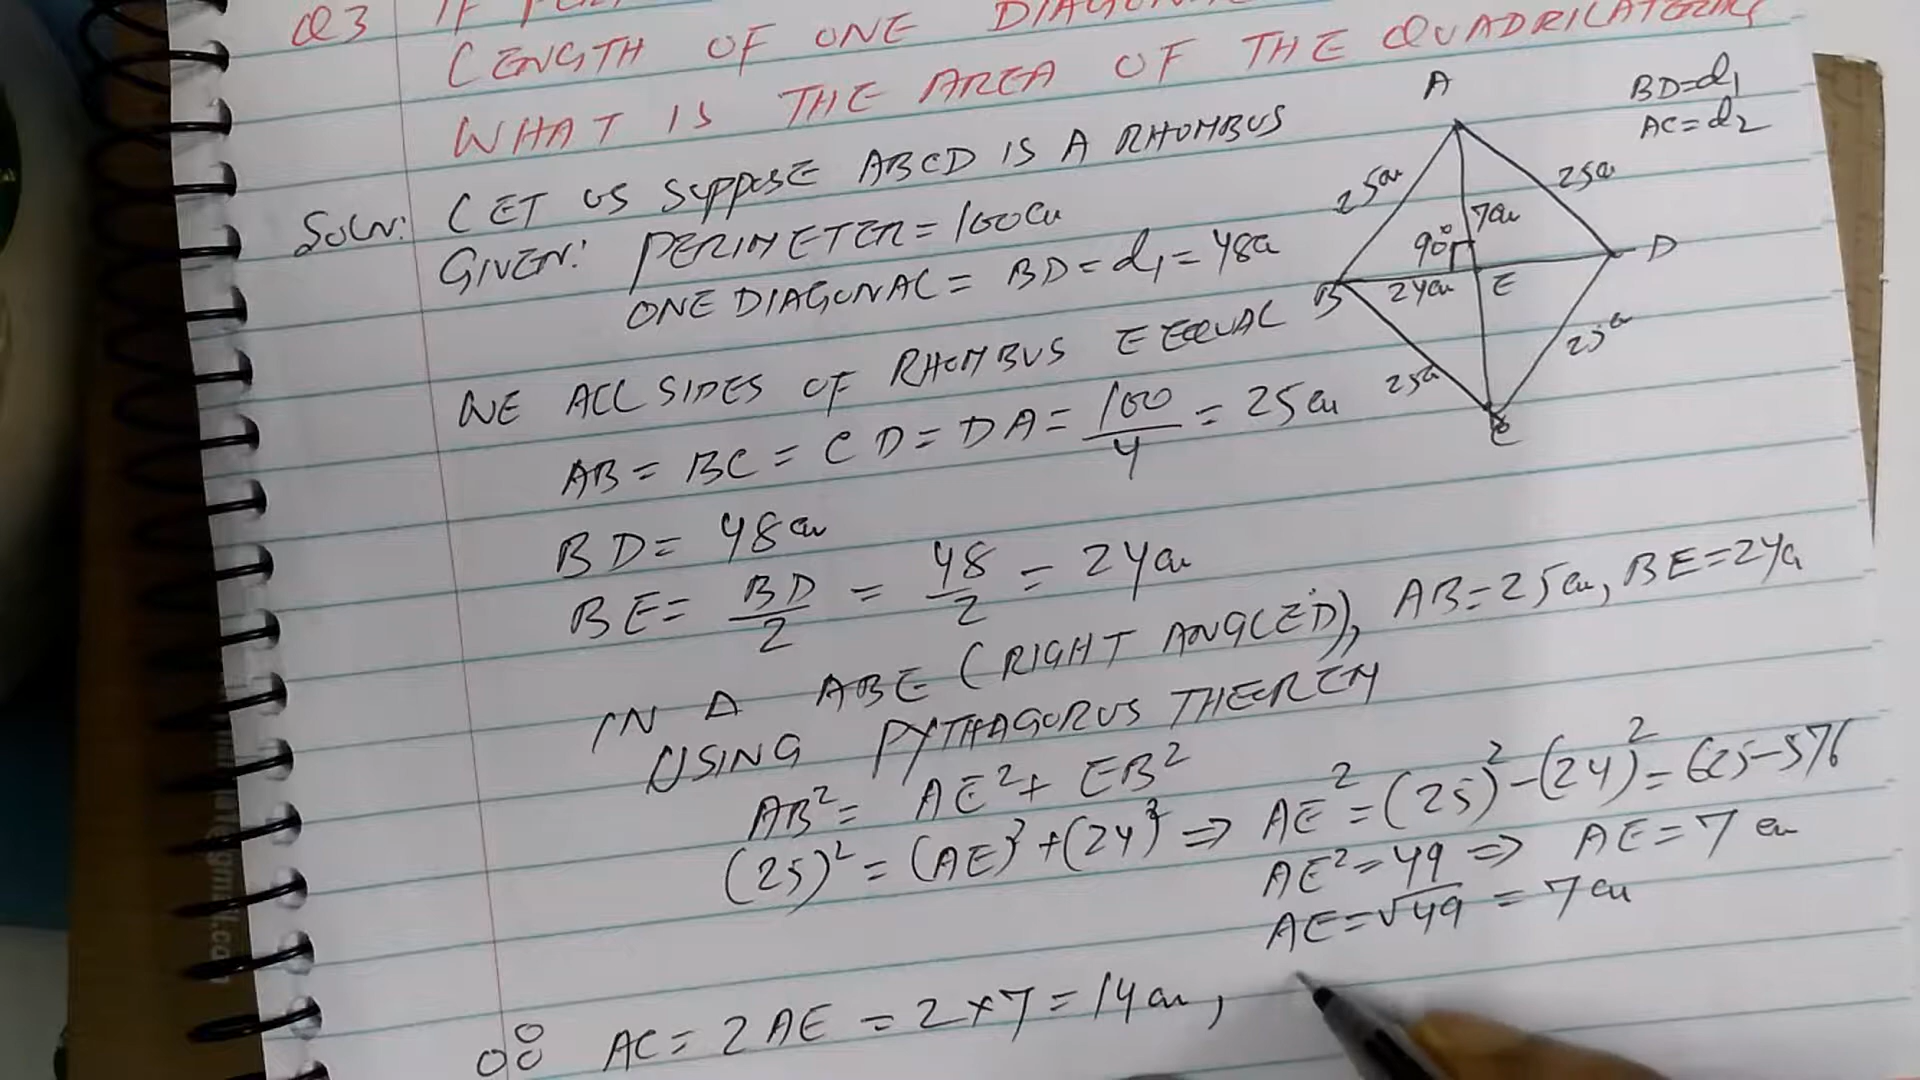 Q3 IF
LENGTH OF ONE
WHAT IS THE AREA OF THE QUADRILATERAL
SOLN: LET US SUPPOSE ABCD IS A RHOMBUS
GIVEN: PERIMETER = 100cm
ONE DIAGONAL = BD = d1 = 48cm
ALL SIDES OF RHOMBUS EQUAL
AB = BC = CD = DA = 100/4 = 25cm
BD = 48cm
BE = BD/2 = 48/2 = 24cm
IN Δ ABE (RIGHT ANGLED), AB = 25cm, BE = 24cm
USING PYTHAGORUS THEOREM
AB² = AE² + EB²
(25)² = (AE)² + (24)² ⇒ AE² = (25)² - (24)² = 625 - 576
AE² = 49 ⇒ AE = 7cm
AE = √49 = 7cm
AC = 2AE = 2 × 7 = 14cm,
A
BD = d1
AC = d2
25cm
25cm
7cm
90°
D
B
24cm
E
25cm
25cm
C